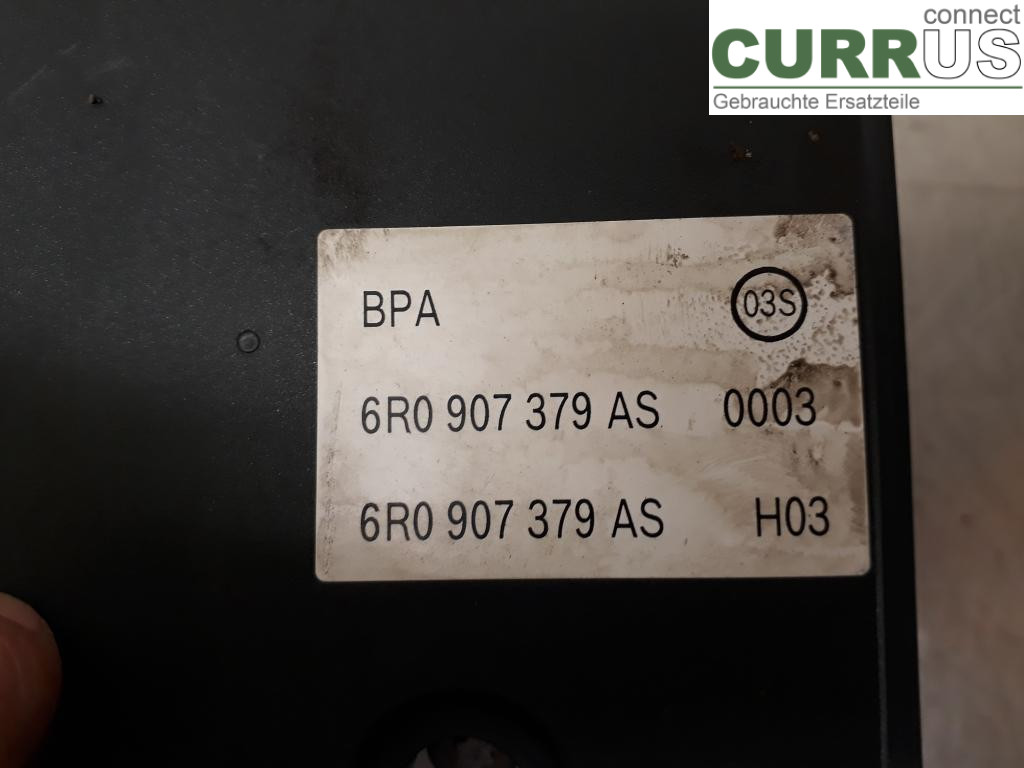 connect
CURRUS
Gebrauchte Ersatzteile
BPA 03S
6R0 907 379 AS 0003
6R0 907 379 AS H03